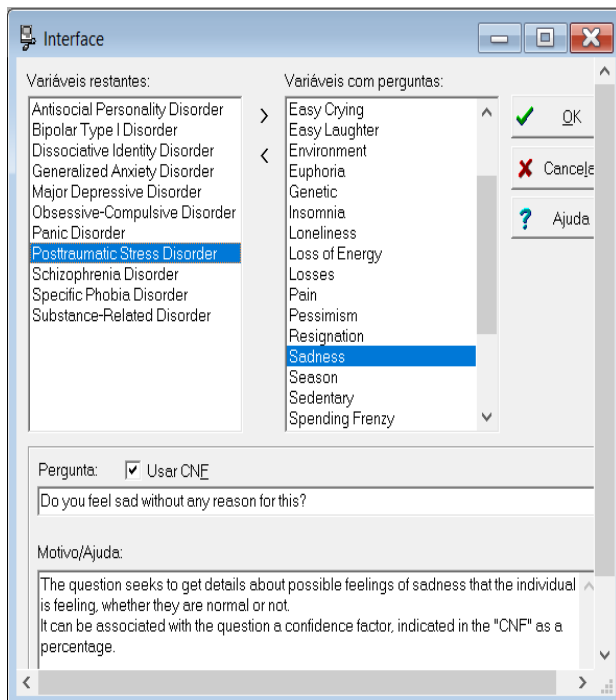 Interface
Variáveis restantes:
Antisocial Personality Disorder
Bipolar Type I Disorder
Dissociative Identity Disorder
Generalized Anxiety Disorder
Major Depressive Disorder
Obsessive-Compulsive Disorder
Panic Disorder
Posttraumatic Stress Disorder
Schizophrenia Disorder
Specific Phobia Disorder
Substance-Related Disorder
>
<
Variáveis com perguntas:
Easy Crying
Easy Laughter
Environment
Euphoria
Genetic
Insomnia
Loneliness
Loss of Energy
Losses
Pain
Pessimism
Resignation
Sadness
Season
Sedentary
Spending Frenzy
OK
Cancela
? Ajuda
Pergunta:
Usar CNF
Do you feel sad without any reason for this?
Motivo/Ajuda:
The question seeks to get details about possible feelings of sadness that the individual
is feeling, whether they are normal or not.
It can be associated with the question a confidence factor, indicated in the "CNF" as a
percentage.